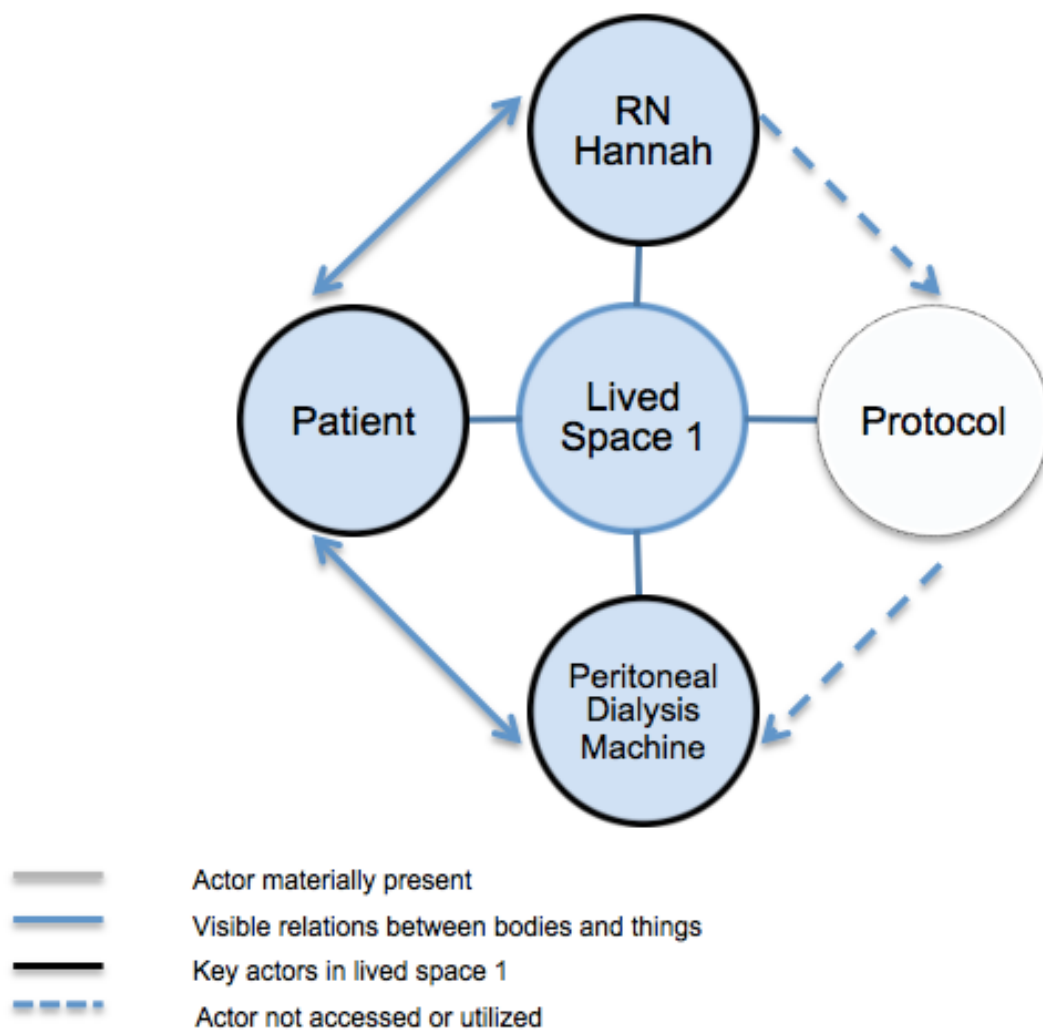 RN
Hannah
Patient
Lived
Space 1
Protocol
Peritoneal
Dialysis
Machine
Actor materially present
Visible relations between bodies and things
Key actors in lived space 1
Actor not accessed or utilized